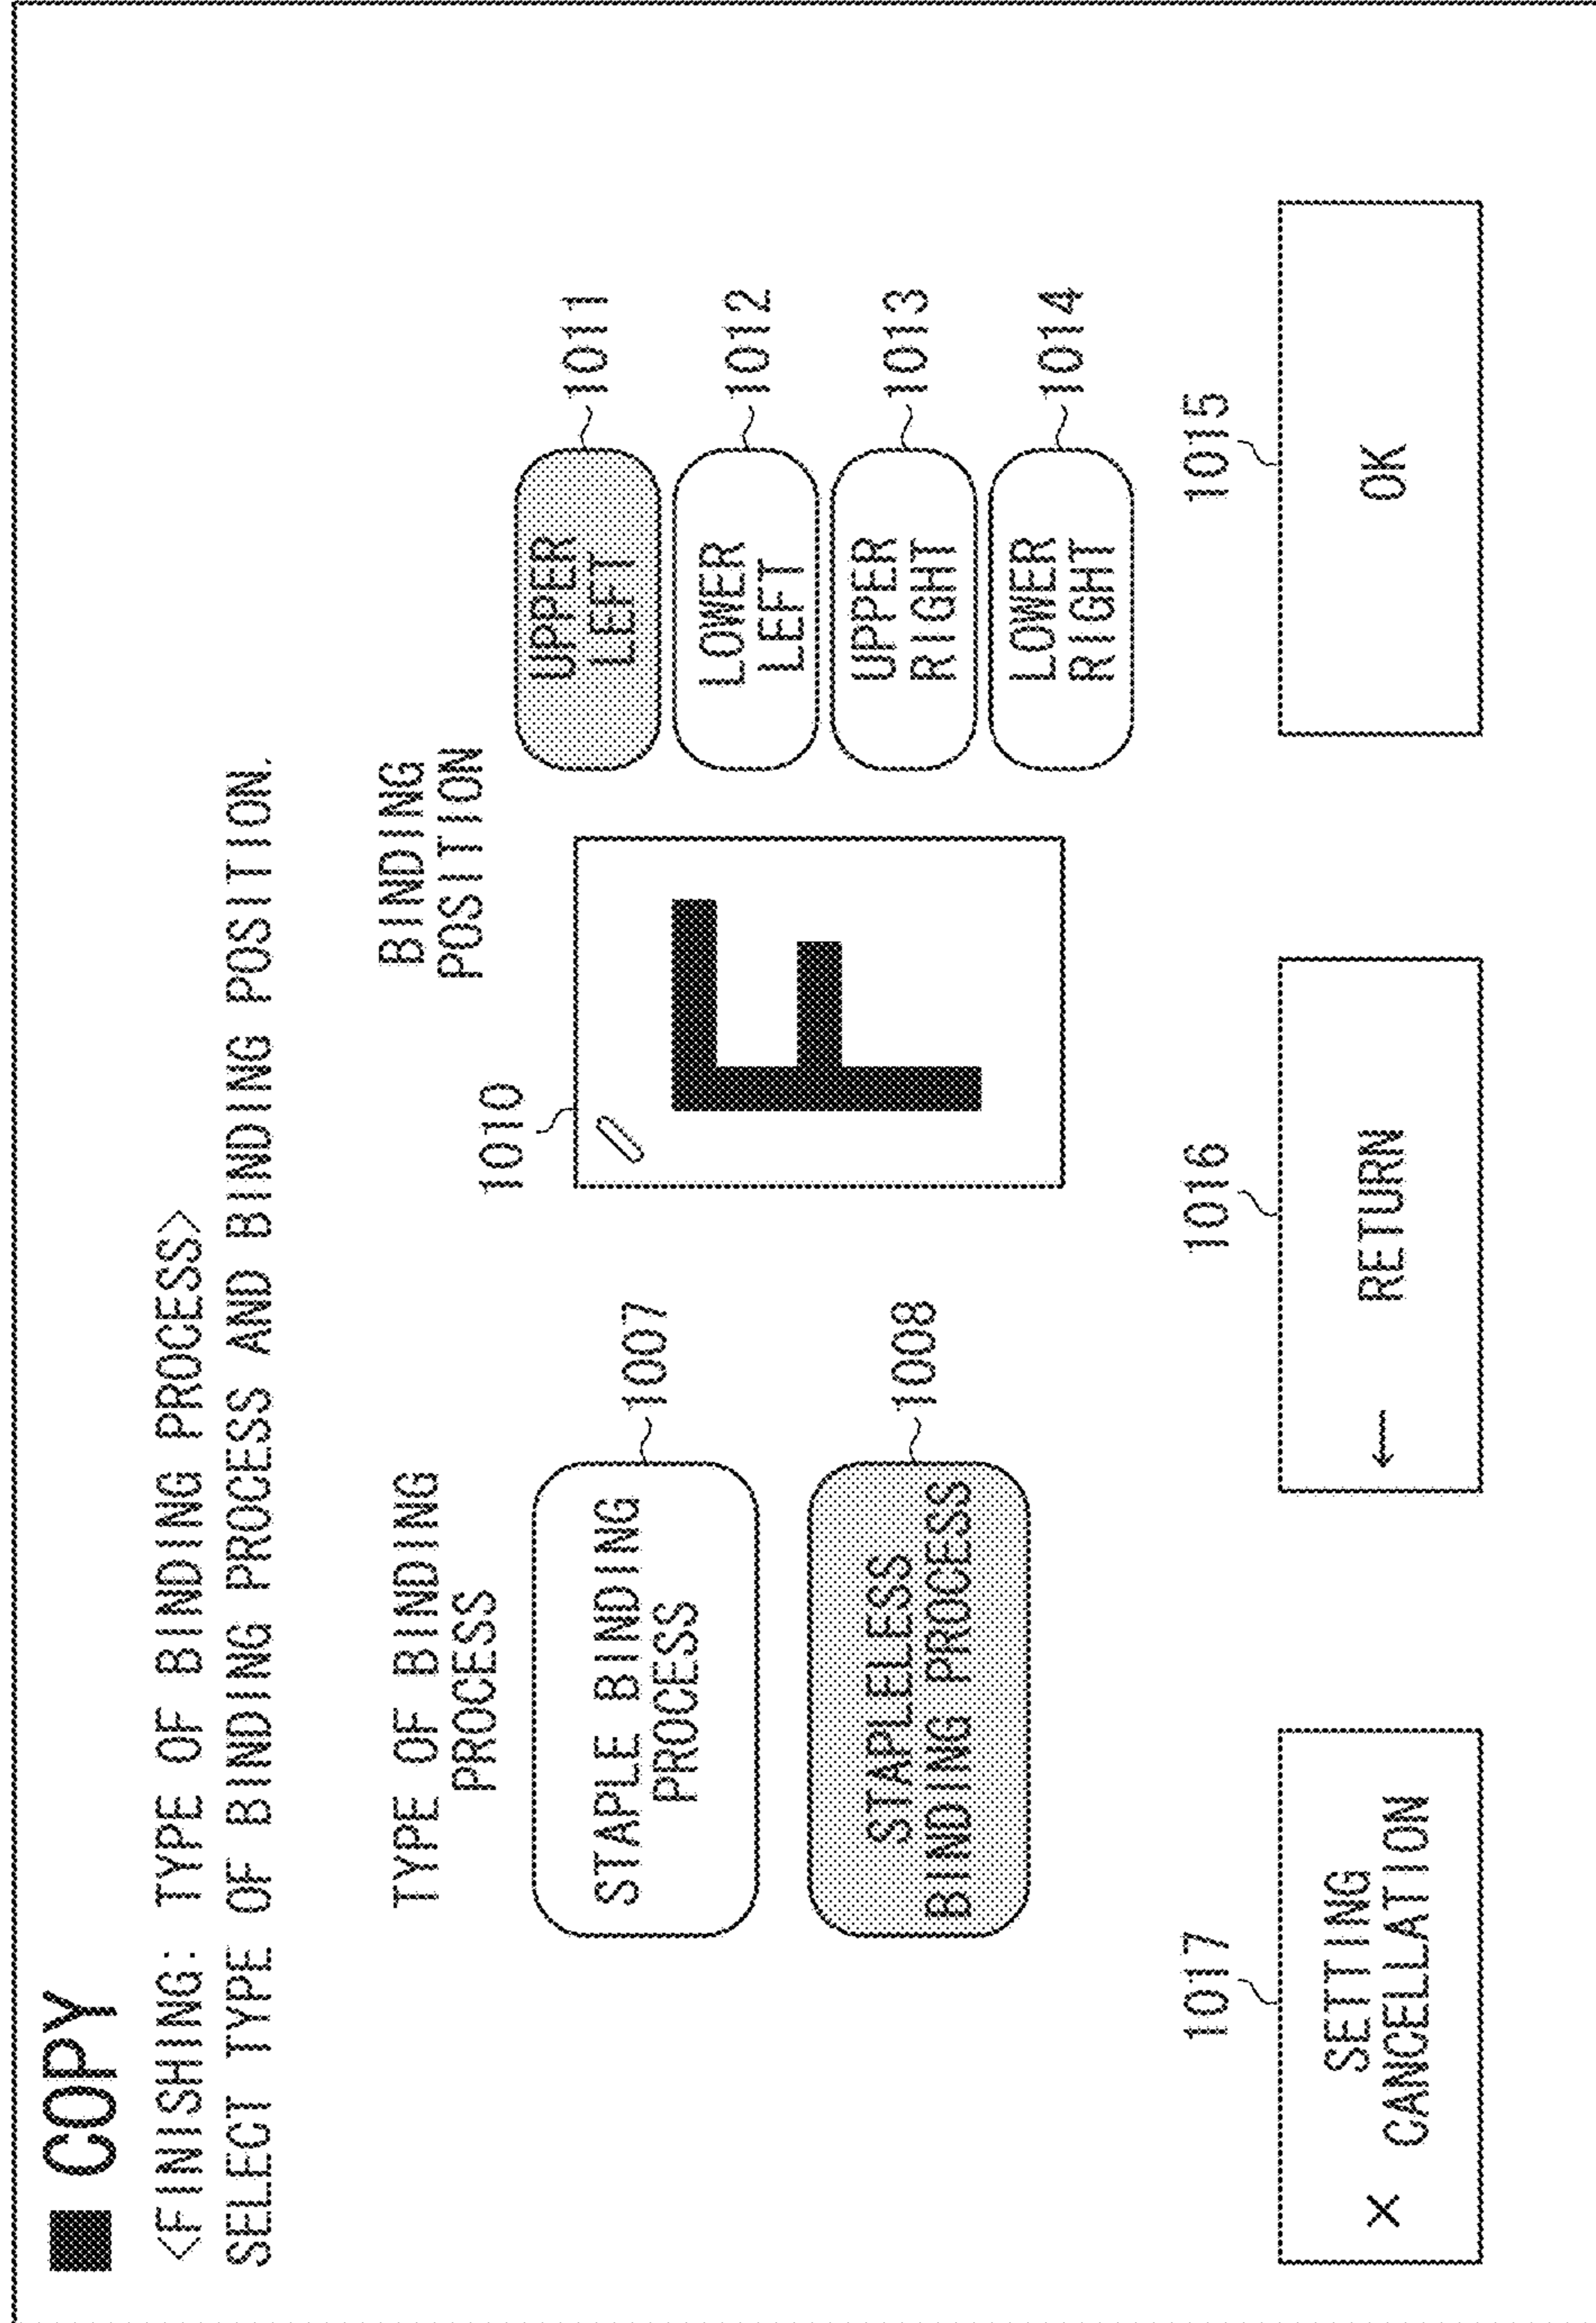 ■ COPY
<FINISHING: TYPE OF BINDING PROCESS>
SELECT TYPE OF BINDING PROCESS AND BINDING POSITION.
TYPE OF BINDING
PROCESS
STAPLE BINDING
PROCESS
1007
STAPLELESS
BINDING PROCESS
1008
BINDING
POSITION
1010
F
UPPER
LEFT
1011
LOWER
LEFT
1012
UPPER
RIGHT
1013
LOWER
RIGHT
1014
1017
× SETTING
CANCELLATION
1016
← RETURN
1015
OK